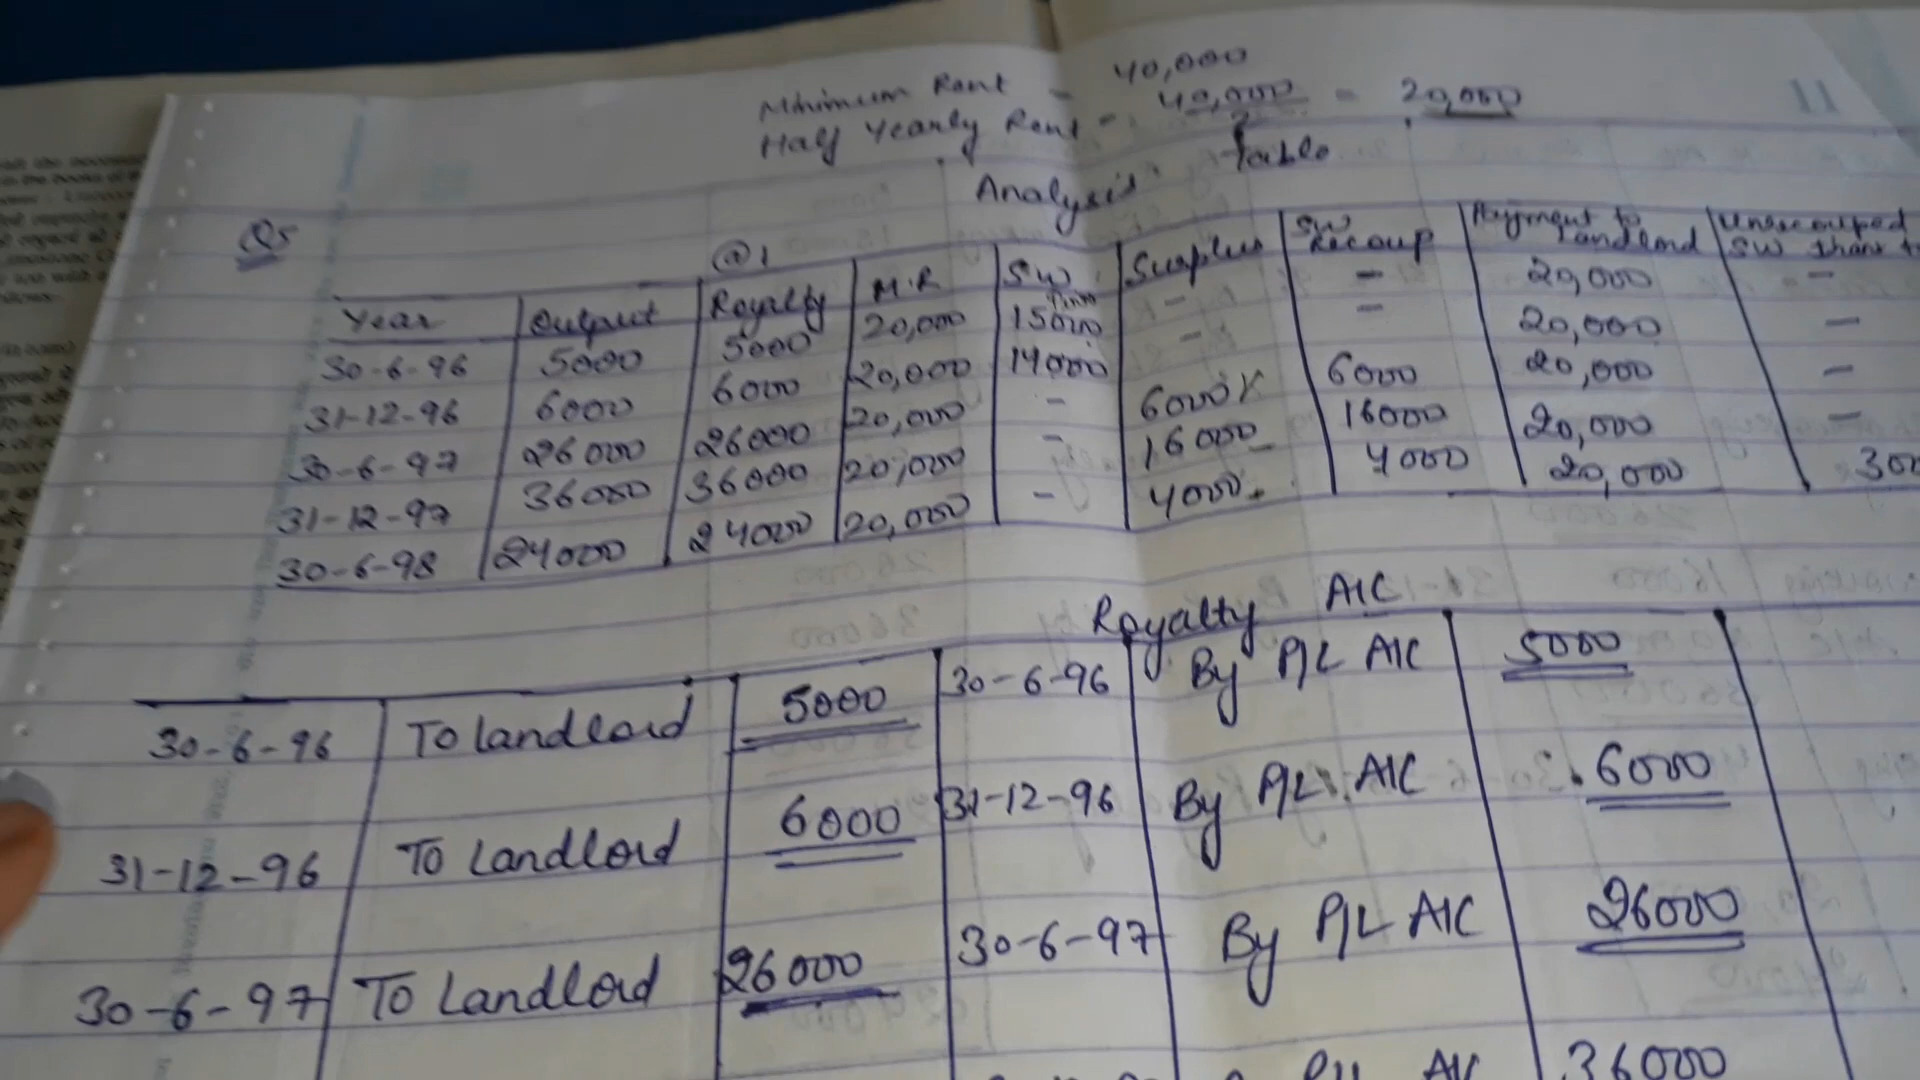 Minimum Rent - 40,000
Half Yearly Rent - 40,000 / 2 = 20,000
11
Analysis Table
Q5
@1
Year Output Royalty M.R SW Surplus SW Recoup Payment to Landlord Unrecouped SW
30-6-96 5000 5000 20,000 15000 - - 20,000 -
31-12-96 6000 6000 20,000 14000 - - 20,000 -
30-6-97 26000 26000 20,000 - 6000 6000 20,000 -
31-12-97 36000 36000 20,000 - 16000 16000 20,000 -
30-6-98 24000 24000 20,000 - 4000 4000 20,000
Royalty A/C
30-6-96 To Landlord 5000 30-6-96 By P/L A/C 5000
31-12-96 To Landlord 6000 31-12-96 By P/L A/C 6000
30-6-97 To Landlord 26000 30-6-97 By P/L A/C 26000
A/C 36000